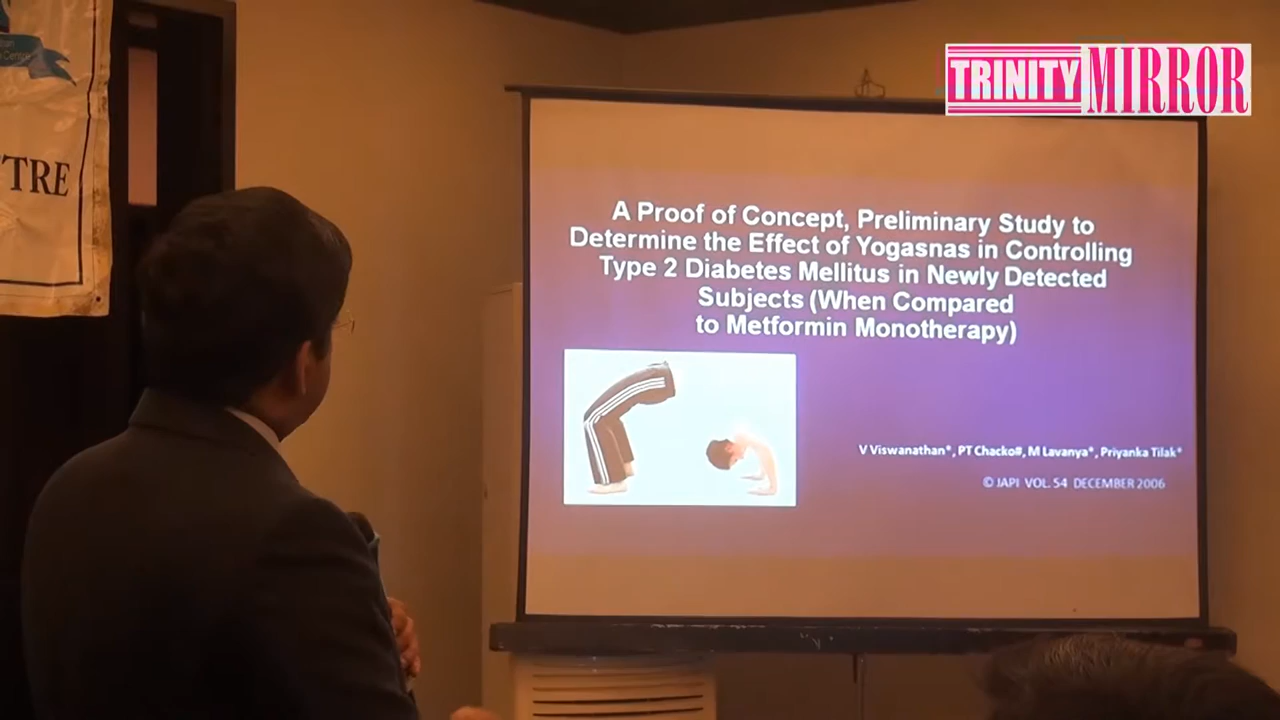 TRINITY MIRROR
TRE
A Proof of Concept, Preliminary Study to
Determine the Effect of Yogasnas in Controlling
Type 2 Diabetes Mellitus in Newly Detected
Subjects (When Compared
to Metformin Monotherapy)
V Viswanathan*, PT Chacko#, M Lavanya*, Priyanka Tilak*
© JAPI VOL. 54 DECEMBER 2006